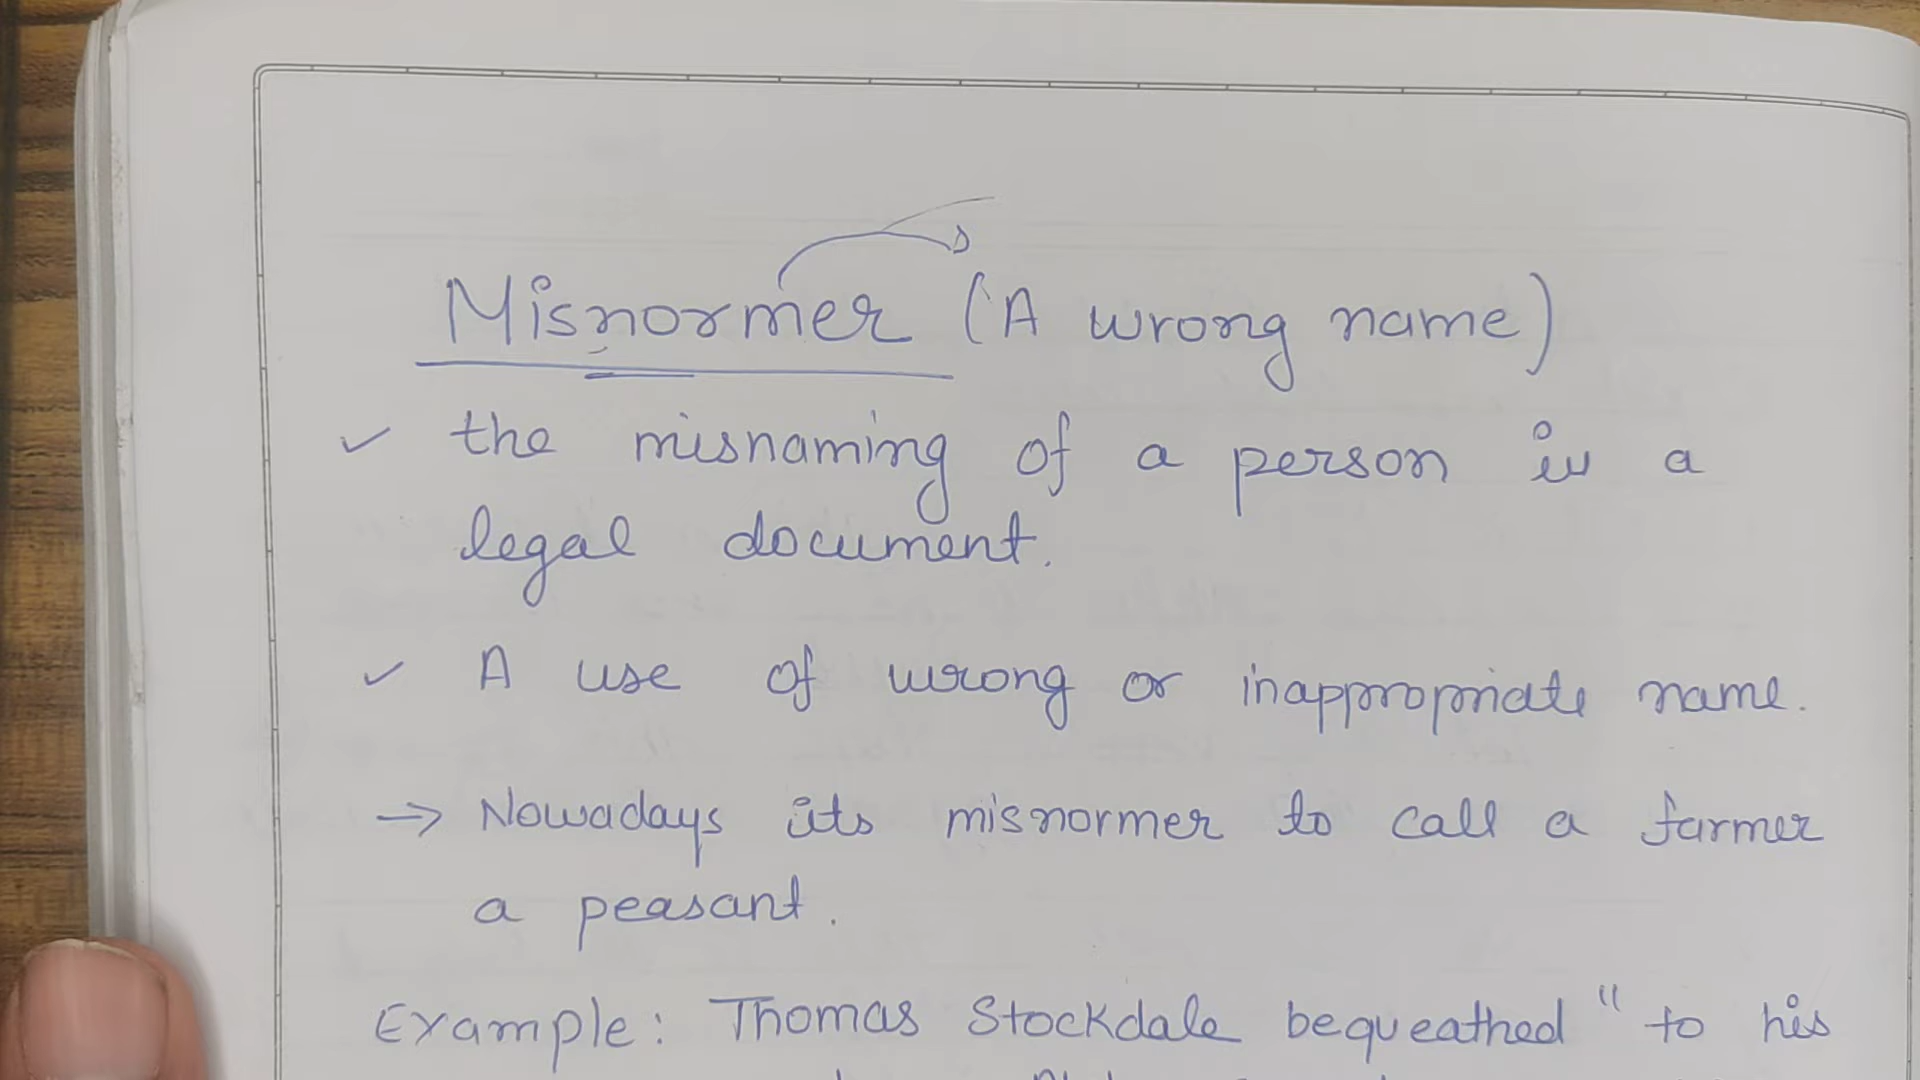 Misnormer (A wrong name)
the misnaming of a person is a
legal document.
A use of wrong or inappropriate name.
→ Nowadays its misnormer to call a farmer
a peasant.
Example: Thomas Stockdale bequeathed "to his